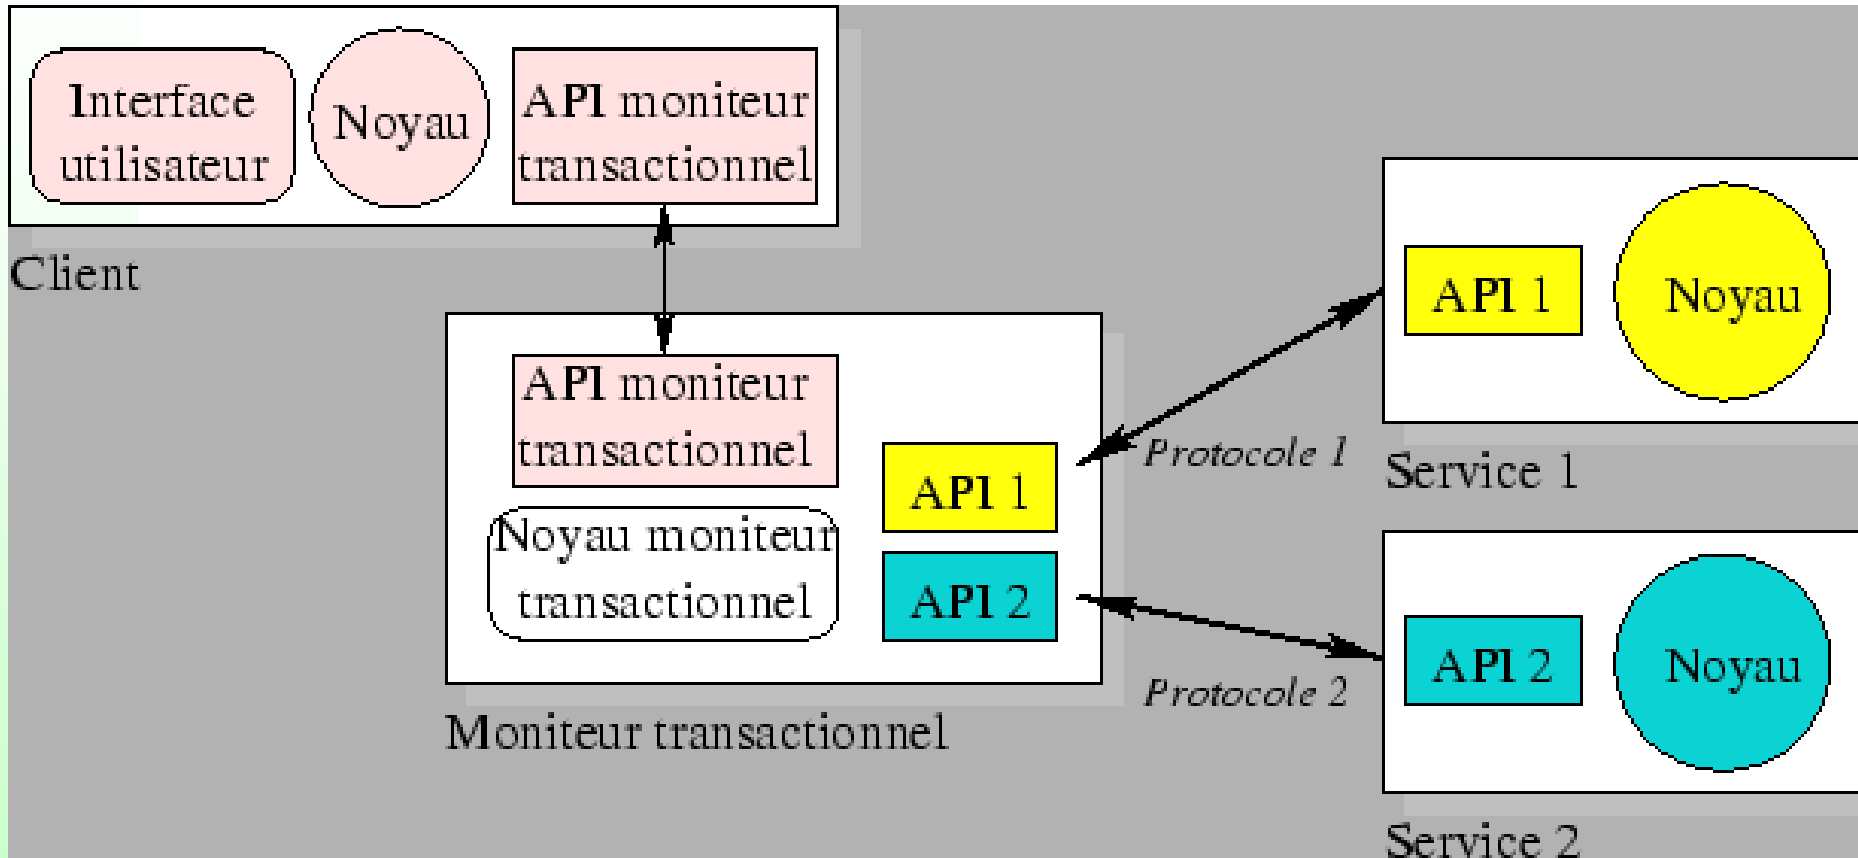 Interface
utilisateur
Noyau
API moniteur
transactionnel
Client
API moniteur
transactionnel
Noyau moniteur
transactionnel
API 1
API 2
Moniteur transactionnel
Protocole 1
Protocole 2
API 1
Noyau
Service 1
API 2
Noyau
Service 2